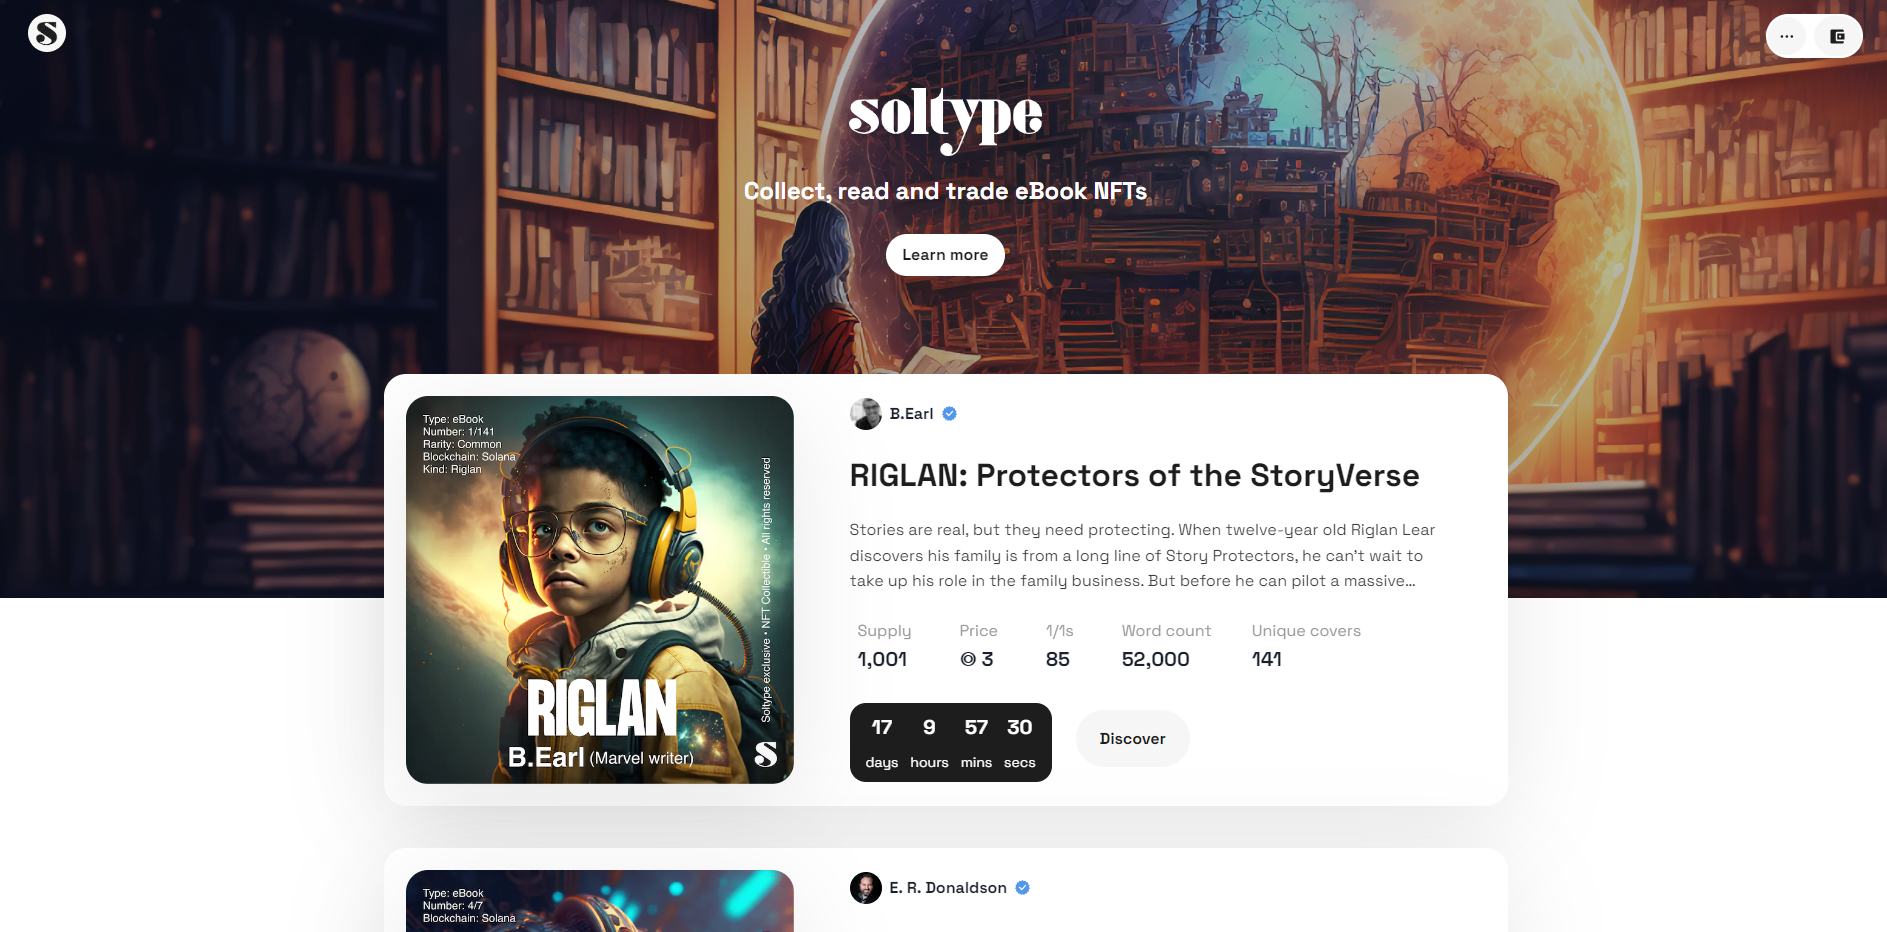 S
soltype
Collect, read and trade eBook NFTs
Learn more
Type: eBook
Number: 1/141
Rarity: Common
Blockchain: Solana
Kind: Riglan
Soltype exclusive • NFT Collectible • All rights reserved
RIGLAN
B.Earl (Marvel writer)
S
B.Earl
RIGLAN: Protectors of the StoryVerse
Stories are real, but they need protecting. When twelve-year old Riglan Lear
discovers his family is from a long line of Story Protectors, he can't wait to
take up his role in the family business. But before he can pilot a massive...
Supply Price 1/1s Word count Unique covers
1,001 3 85 52,000 141
17 9 57 30
days hours mins secs
Discover
Type: eBook
Number: 4/7
Blockchain: Solana
E. R. Donaldson